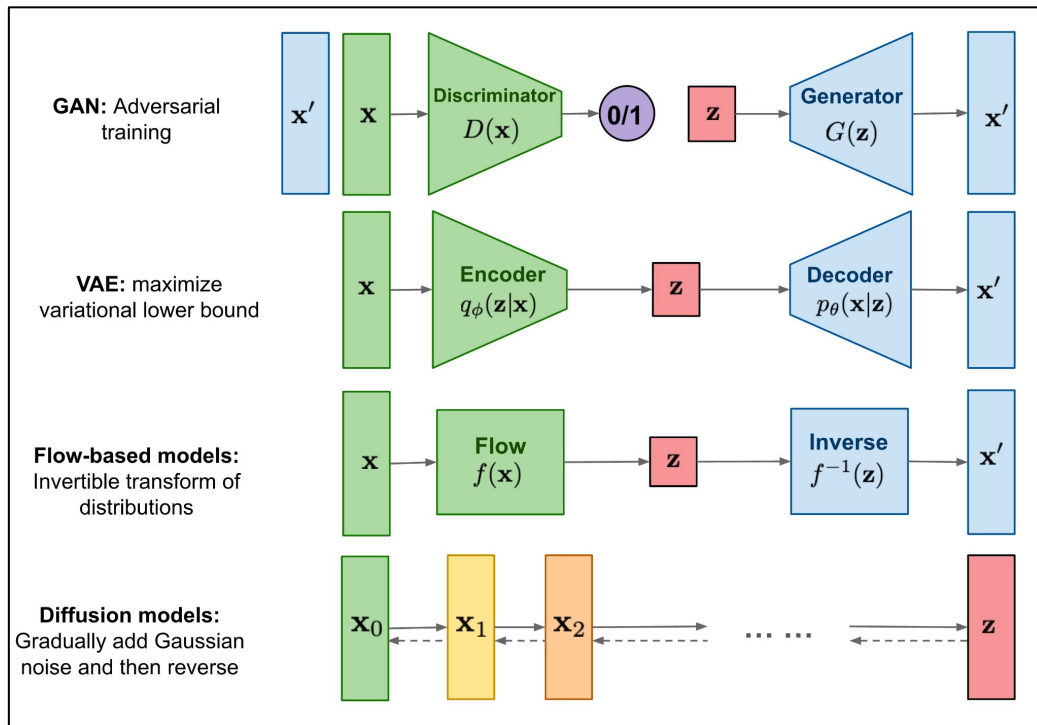 GAN: Adversarial
training
x′
x
Discriminator
D(x)
0/1
z
Generator
G(z)
x′
VAE: maximize
variational lower bound
x
Encoder
qϕ(z|x)
z
Decoder
pθ(x|z)
x′
Flow-based models:
Invertible transform of
distributions
x
Flow
f(x)
z
Inverse
f⁻¹(z)
x′
Diffusion models:
Gradually add Gaussian
noise and then reverse
x₀
x₁
x₂
... ...
z